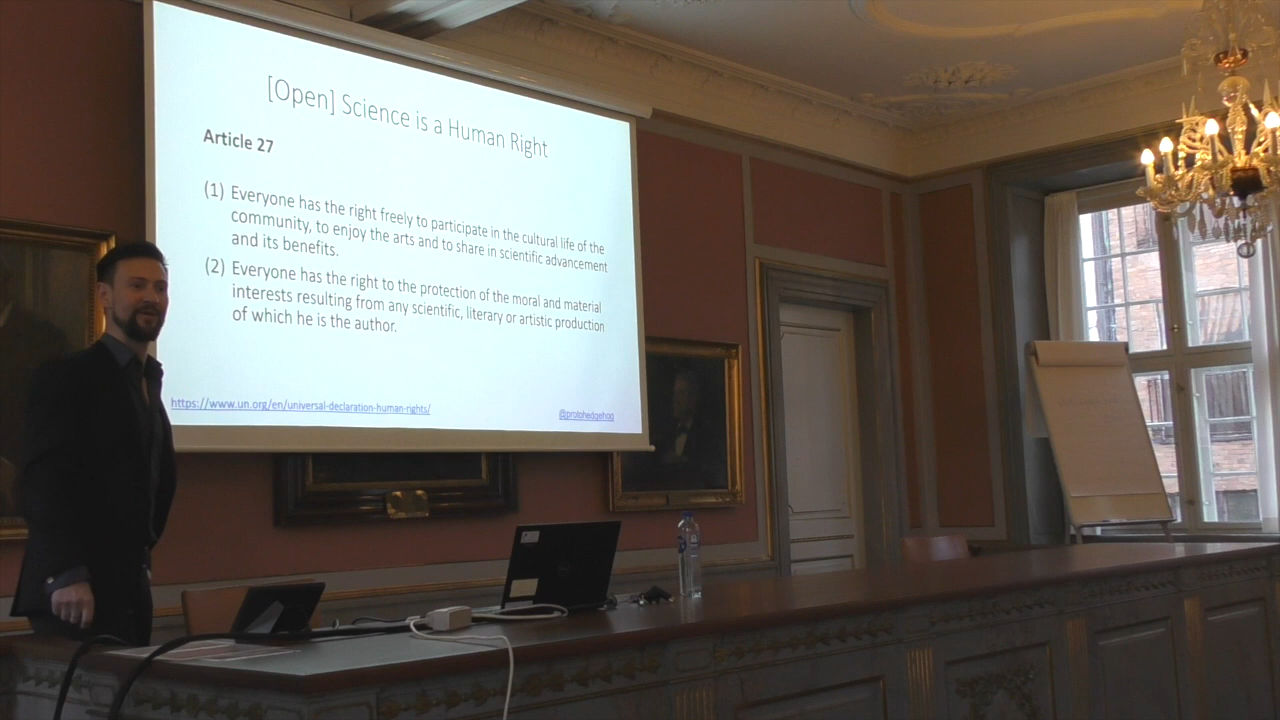 [Open] Science is a Human Right
Article 27
(1) Everyone has the right freely to participate in the cultural life of the
community, to enjoy the arts and to share in scientific advancement
and its benefits.
(2) Everyone has the right to the protection of the moral and material
interests resulting from any scientific, literary or artistic production
of which he is the author.
https://www.un.org/en/universal-declaration-human-rights/
@protohedgehog